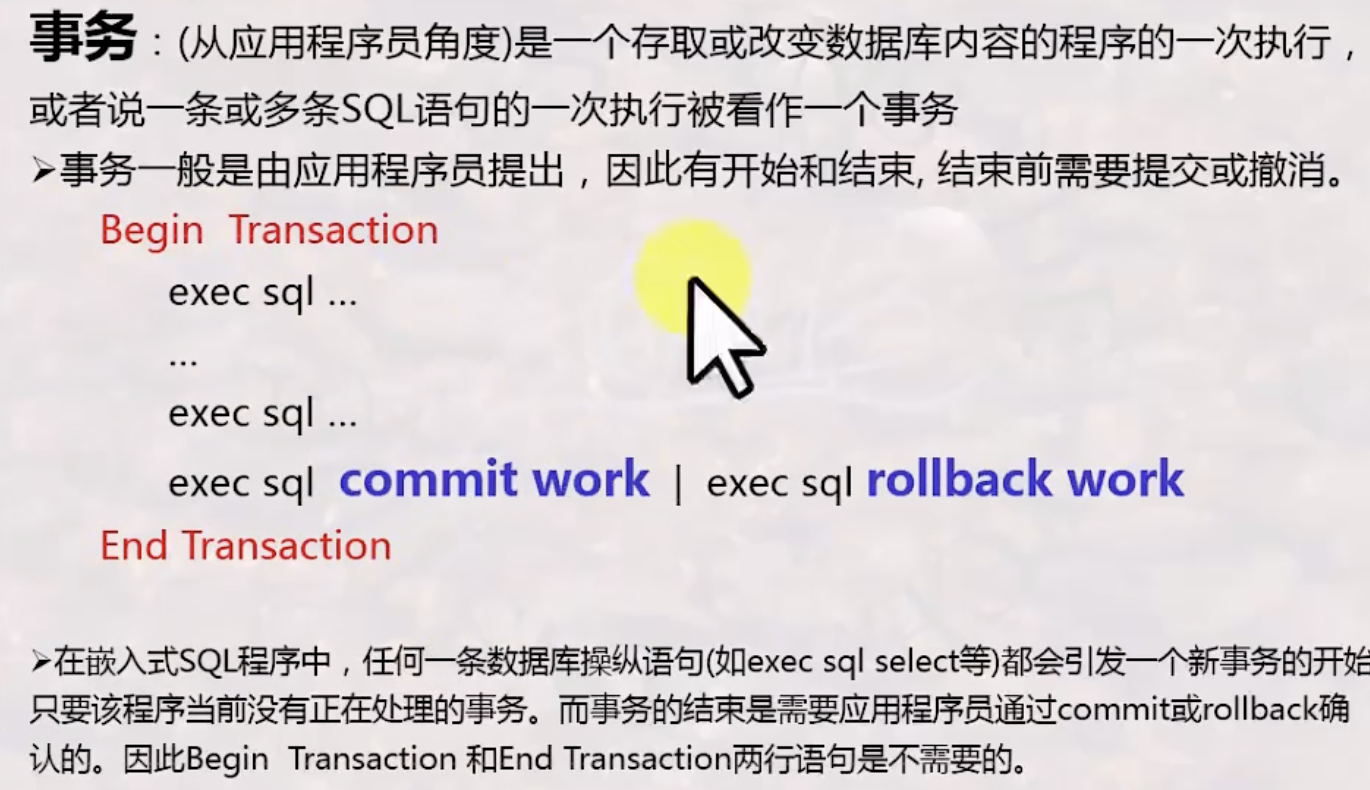 事务：(从应用程序员角度)是一个存取或改变数据库内容的程序的一次执行，
或者说一条或多条SQL语句的一次执行被看作一个事务
➢事务一般是由应用程序员提出，因此有开始和结束, 结束前需要提交或撤消。
Begin Transaction
exec sql ...
...
exec sql ...
exec sql commit work | exec sql rollback work
End Transaction
➢在嵌入式SQL程序中，任何一条数据库操纵语句(如exec sql select等)都会引发一个新事务的开始
只要该程序当前没有正在处理的事务。而事务的结束是需要应用程序员通过commit或rollback确
认的。因此Begin Transaction 和End Transaction两行语句是不需要的。